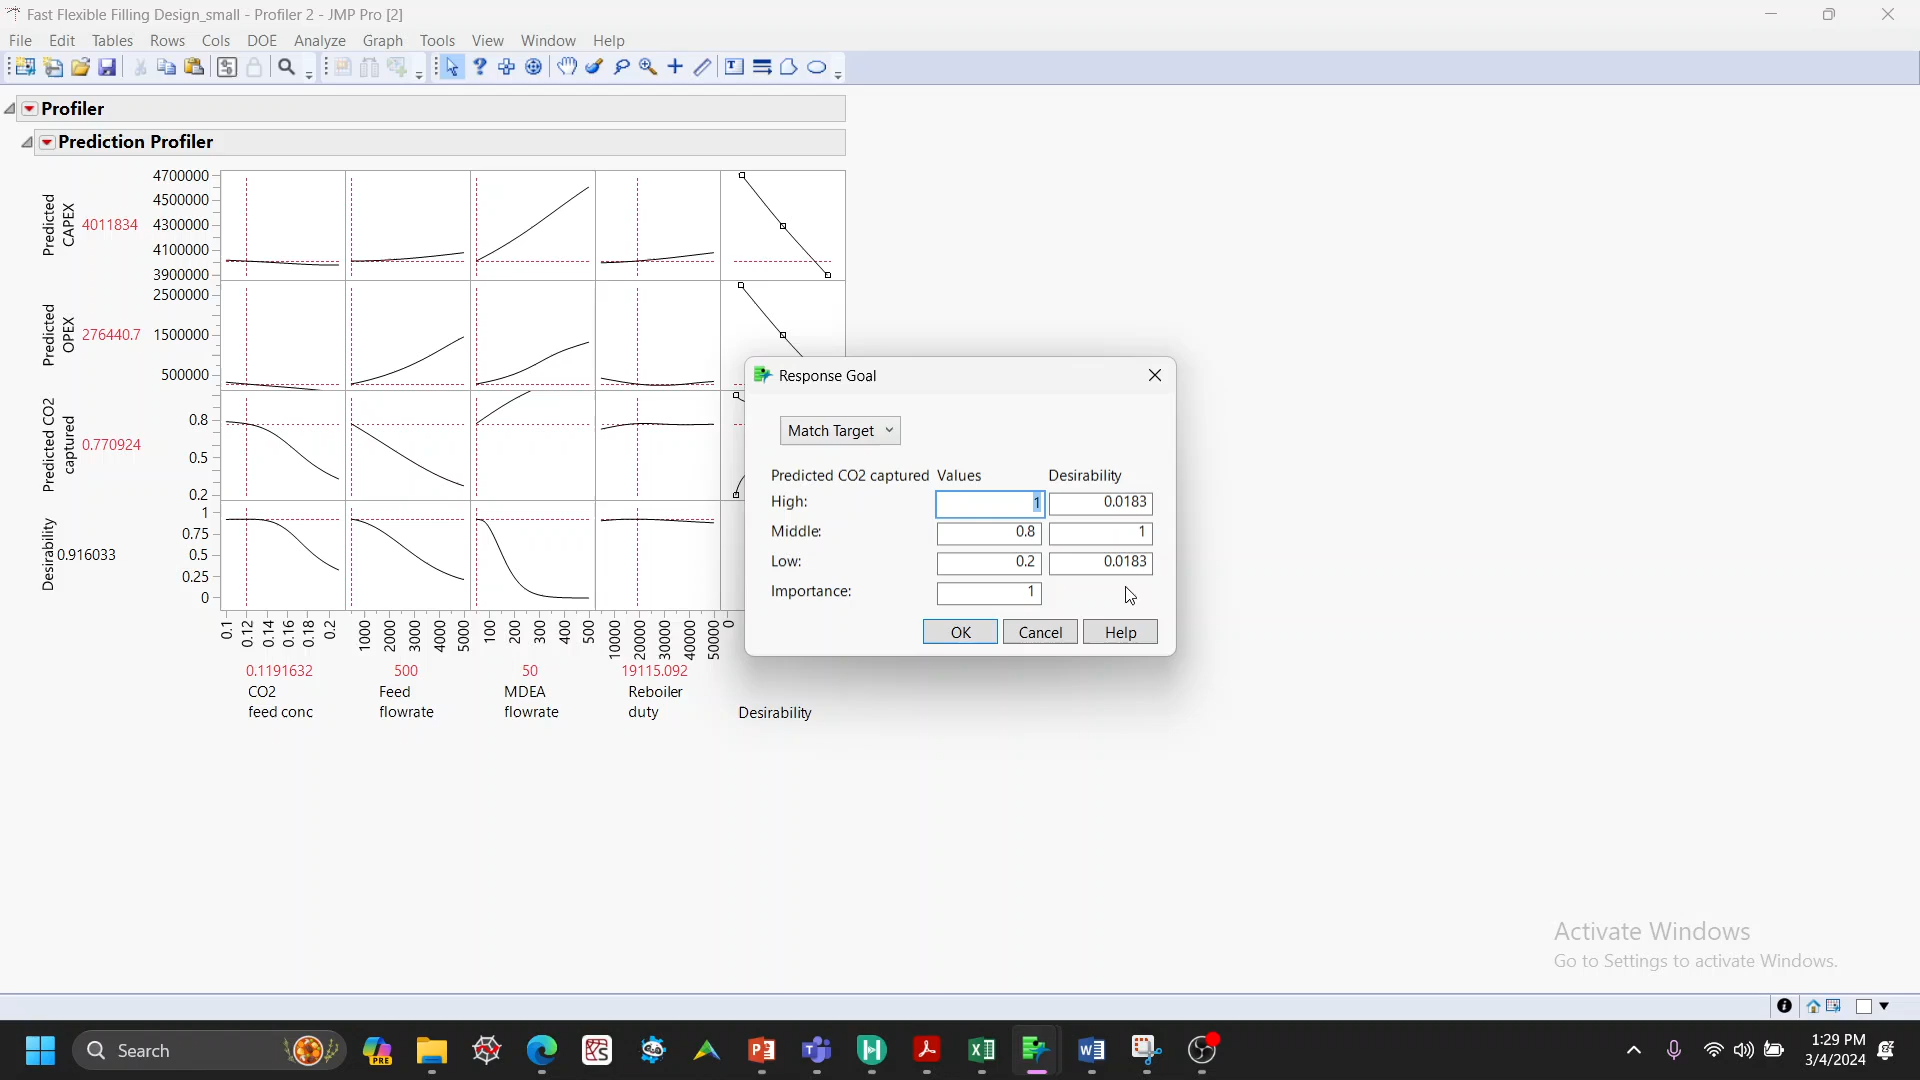 Fast Flexible Filling Design_small - Profiler 2 - JMP Pro [2]
File Edit Tables Rows Cols DOE Analyze Graph Tools View Window Help
Profiler
Prediction Profiler
Predicted CAPEX
4011834
4700000
4500000
4300000
4100000
3900000
Predicted OPEX
276440.7
2500000
1500000
500000
Predicted CO2 captured
0.770924
0.8
0.5
0.2
Desirability
0.916033
1
0.75
0.5
0.25
0
0.1 0.12 0.14 0.16 0.18 0.2
1000 2000 3000 4000 5000
100 200 300 400 500
10000 20000 30000 40000 50000
0
0.1191632 500 50 19115.092
CO2 feed conc
Feed flowrate
MDEA flowrate
Reboiler duty
Desirability
Response Goal
Match Target
Predicted CO2 captured Values Desirability
High: 1 0.0183
Middle: 0.8 1
Low: 0.2 0.0183
Importance: 1
OK Cancel Help
Activate Windows
Go to Settings to activate Windows.
Search
PRE
1:29 PM
3/4/2024